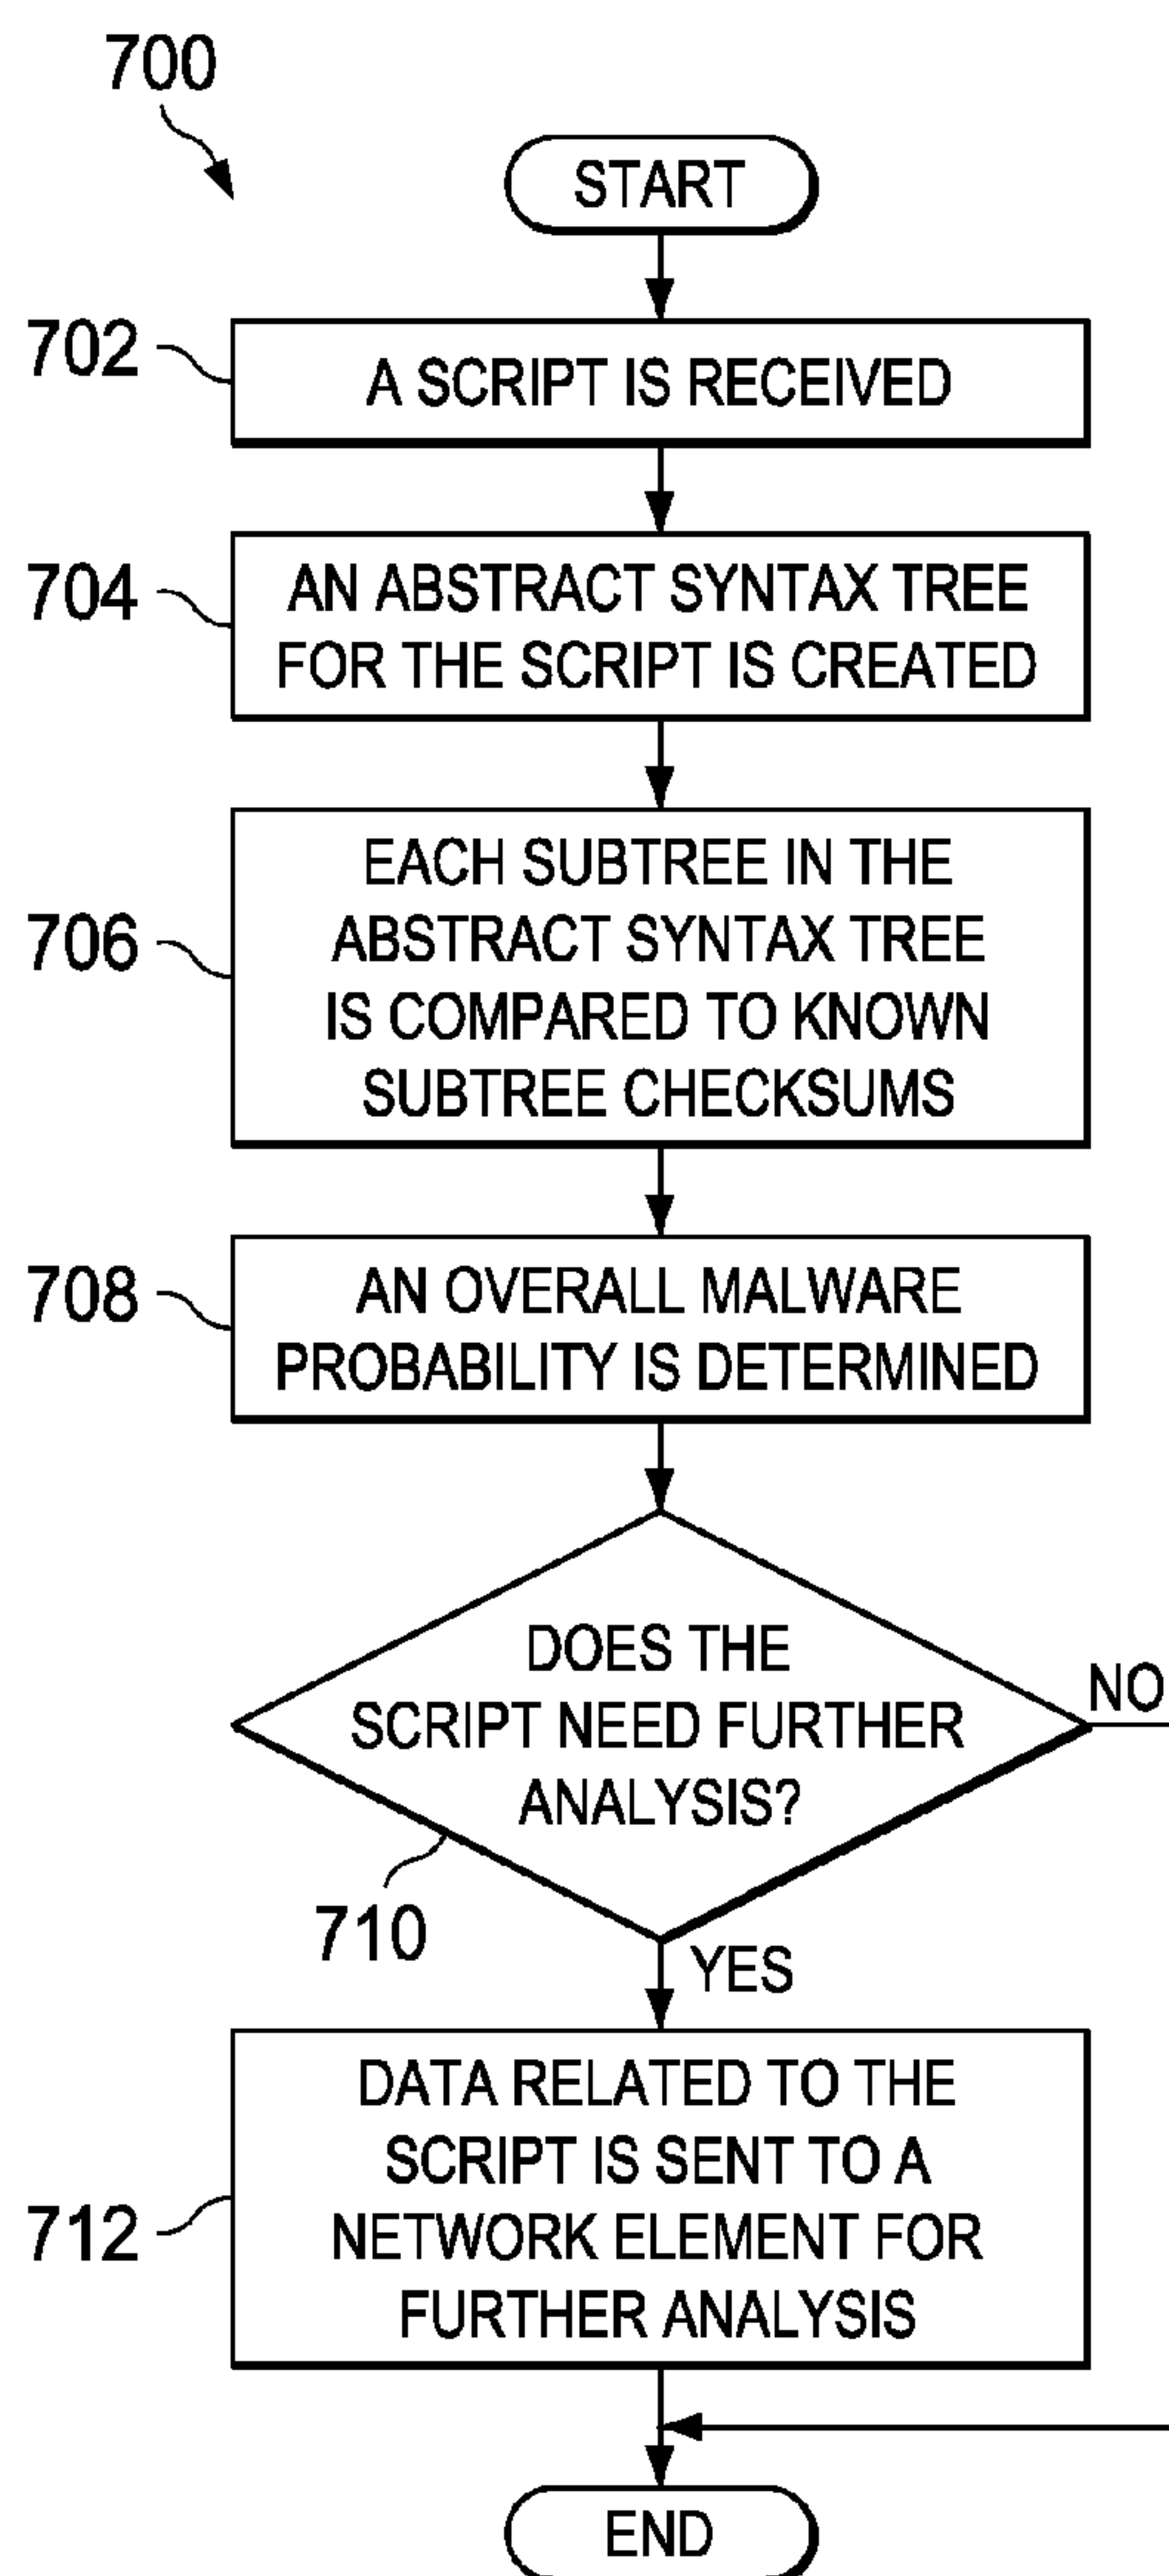 700
START
702
A SCRIPT IS RECEIVED
704
AN ABSTRACT SYNTAX TREE
FOR THE SCRIPT IS CREATED
706
EACH SUBTREE IN THE
ABSTRACT SYNTAX TREE
IS COMPARED TO KNOWN
SUBTREE CHECKSUMS
708
AN OVERALL MALWARE
PROBABILITY IS DETERMINED
DOES THE
SCRIPT NEED FURTHER
ANALYSIS?
NO
710
YES
712
DATA RELATED TO THE
SCRIPT IS SENT TO A
NETWORK ELEMENT FOR
FURTHER ANALYSIS
END